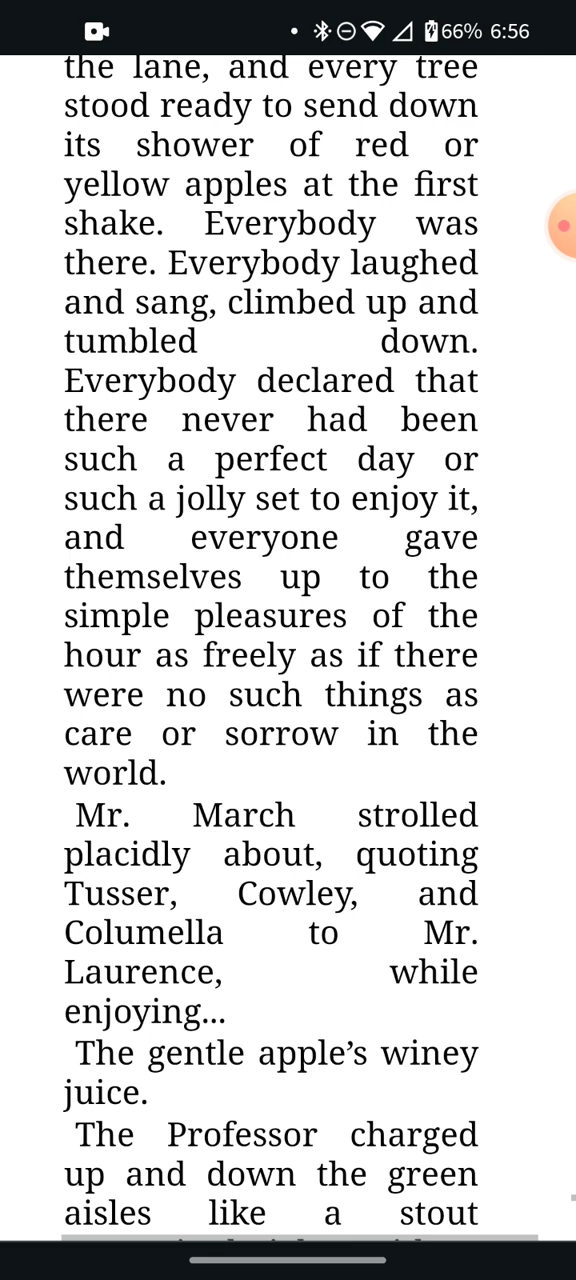 66% 6:56
the lane, and every tree
stood ready to send down
its shower of red or
yellow apples at the first
shake. Everybody was
there. Everybody laughed
and sang, climbed up and
tumbled down.
Everybody declared that
there never had been
such a perfect day or
such a jolly set to enjoy it,
and everyone gave
themselves up to the
simple pleasures of the
hour as freely as if there
were no such things as
care or sorrow in the
world.
Mr. March strolled
placidly about, quoting
Tusser, Cowley, and
Columella to Mr.
Laurence, while
enjoying...
The gentle apple’s winey
juice.
The Professor charged
up and down the green
aisles like a stout